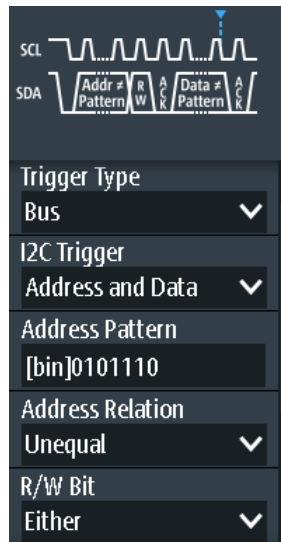 SCL
SDA Addr ≠ Pattern R W A C K Data ≠ Pattern A C K
Trigger Type
Bus
I2C Trigger
Address and Data
Address Pattern
[bin]0101110
Address Relation
Unequal
R/W Bit
Either